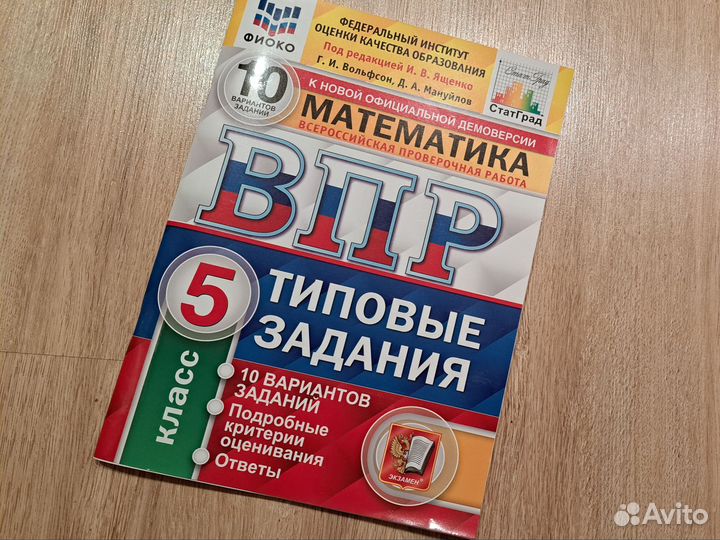 ФИОКО
ФЕДЕРАЛЬНЫЙ ИНСТИТУТ
ОЦЕНКИ КАЧЕСТВА ОБРАЗОВАНИЯ
Под редакцией И. В. Ященко
Г. И. Вольфсон, Д. А. Мануйлов
СтатГрад
10
ВАРИАНТОВ
ЗАДАНИЙ
К НОВОЙ ОФИЦИАЛЬНОЙ ДЕМОВЕРСИИ
МАТЕМАТИКА
ВСЕРОССИЙСКАЯ ПРОВЕРОЧНАЯ РАБОТА
ВПР
5
класс
ТИПОВЫЕ
ЗАДАНИЯ
10 ВАРИАНТОВ
ЗАДАНИЙ
Подробные
критерии
оценивания
Ответы
ЭКЗАМЕН®
Avito